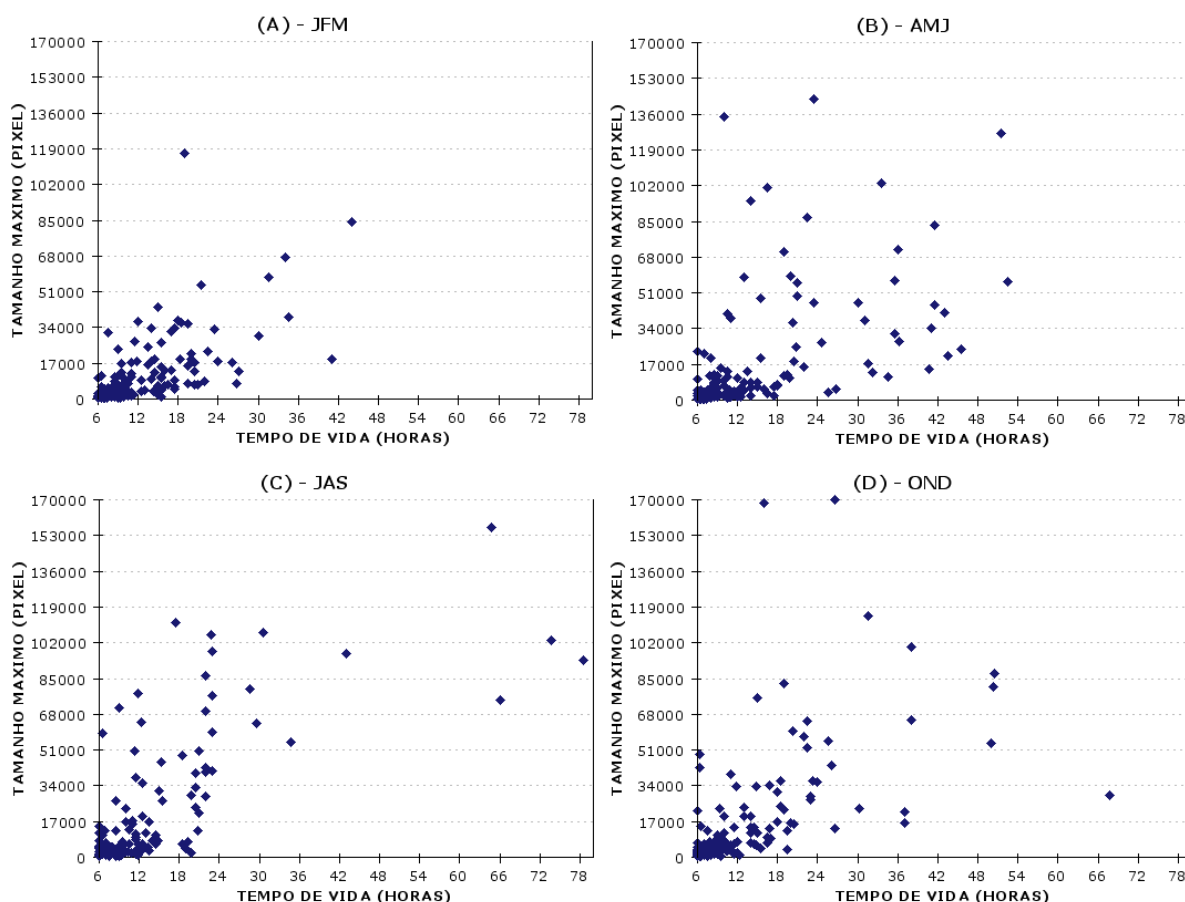 (A) - JFM
TAMANHO MAXIMO (PIXEL)
170000
153000
136000
119000
102000
85000
68000
51000
34000
17000
0
6 12 18 24 30 36 42 48 54 60 66 72 78
TEMPO DE VIDA (HORAS)
(B) - AMJ
TAMANHO MAXIMO (PIXEL)
170000
153000
136000
119000
102000
85000
68000
51000
34000
17000
0
6 12 18 24 30 36 42 48 54 60 66 72 78
TEMPO DE VIDA (HORAS)
(C) - JAS
TAMANHO MAXIMO (PIXEL)
170000
153000
136000
119000
102000
85000
68000
51000
34000
17000
0
6 12 18 24 30 36 42 48 54 60 66 72 78
TEMPO DE VIDA (HORAS)
(D) - OND
TAMANHO MAXIMO (PIXEL)
170000
153000
136000
119000
102000
85000
68000
51000
34000
17000
0
6 12 18 24 30 36 42 48 54 60 66 72 78
TEMPO DE VIDA (HORAS)